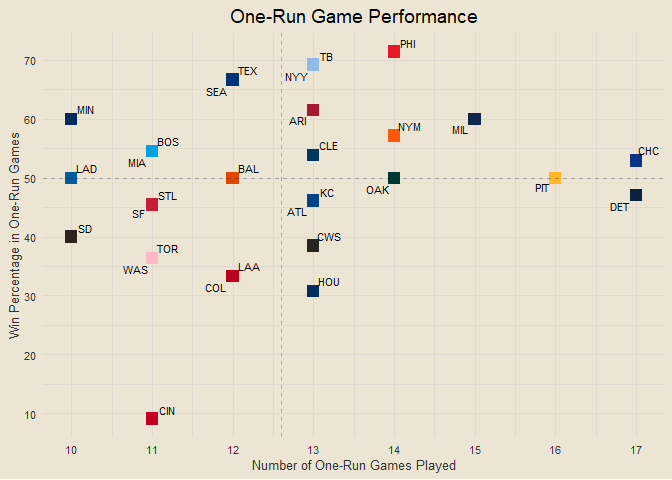 One-Run Game Performance
Win Percentage in One-Run Games
70
60
50
40
30
20
10
PHI
TB
NYY
TEX
SEA
MIN
ARI
MIL
NYM
BOS
CLE
MIA
CHC
LAD
BAL
OAK
PIT
STL
KC
DET
SF
ATL
SD
CWS
TOR
WAS
LAA
COL
HOU
CIN
10 11 12 13 14 15 16 17
Number of One-Run Games Played